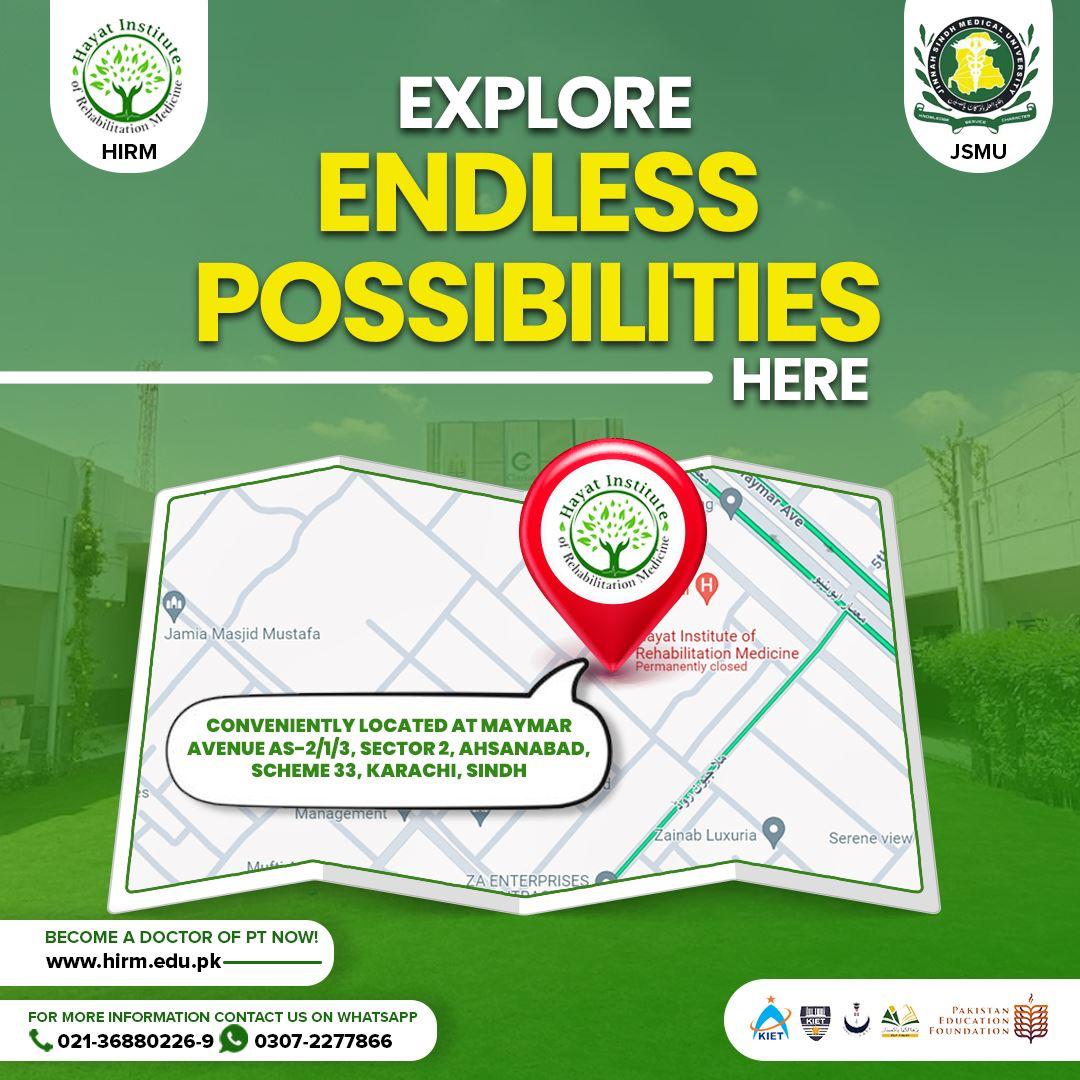 Hayat Institute
of Rehabilitation Medicine
HIRM
JINNAH SINDH MEDICAL UNIVERSITY
KNOWLEDGE SERVICE CHARACTER
JSMU
EXPLORE
ENDLESS
POSSIBILITIES
HERE
Hayat Institute
of Rehabilitation Medicine
Maymar Ave
Jamia Masjid Mustafa
ayat Institute of
Rehabilitation Medicine
Permanently closed
CONVENIENTLY LOCATED AT MAYMAR
AVENUE AS-2/1/3, SECTOR 2, AHSANABAD,
SCHEME 33, KARACHI, SINDH
Management
Zainab Luxuria
Serene view
ZA ENTERPRISES
BECOME A DOCTOR OF PT NOW!
www.hirm.edu.pk
FOR MORE INFORMATION CONTACT US ON WHATSAPP
021-36880226-9 0307-2277866
KIET
KIET
PAKISTAN
EDUCATION
FOUNDATION